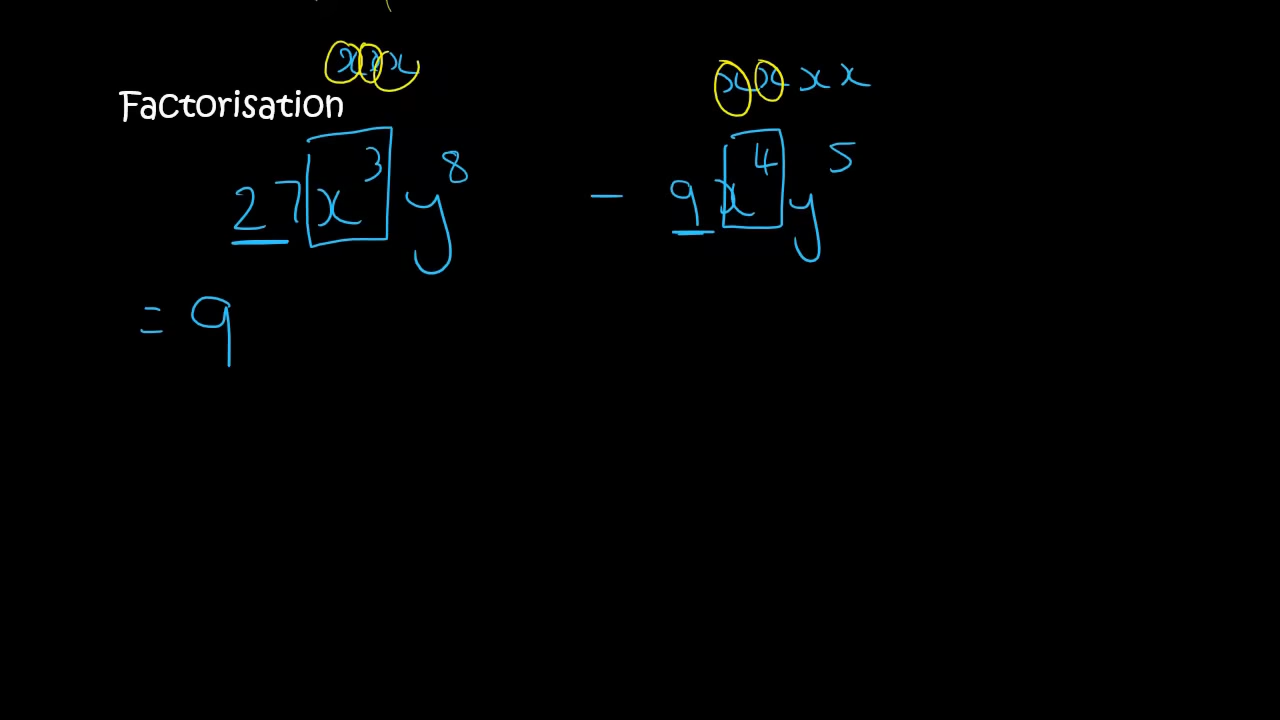 xxx
xxxx
Factorisation
27x³y⁸ - 9x⁴y⁵
= 9